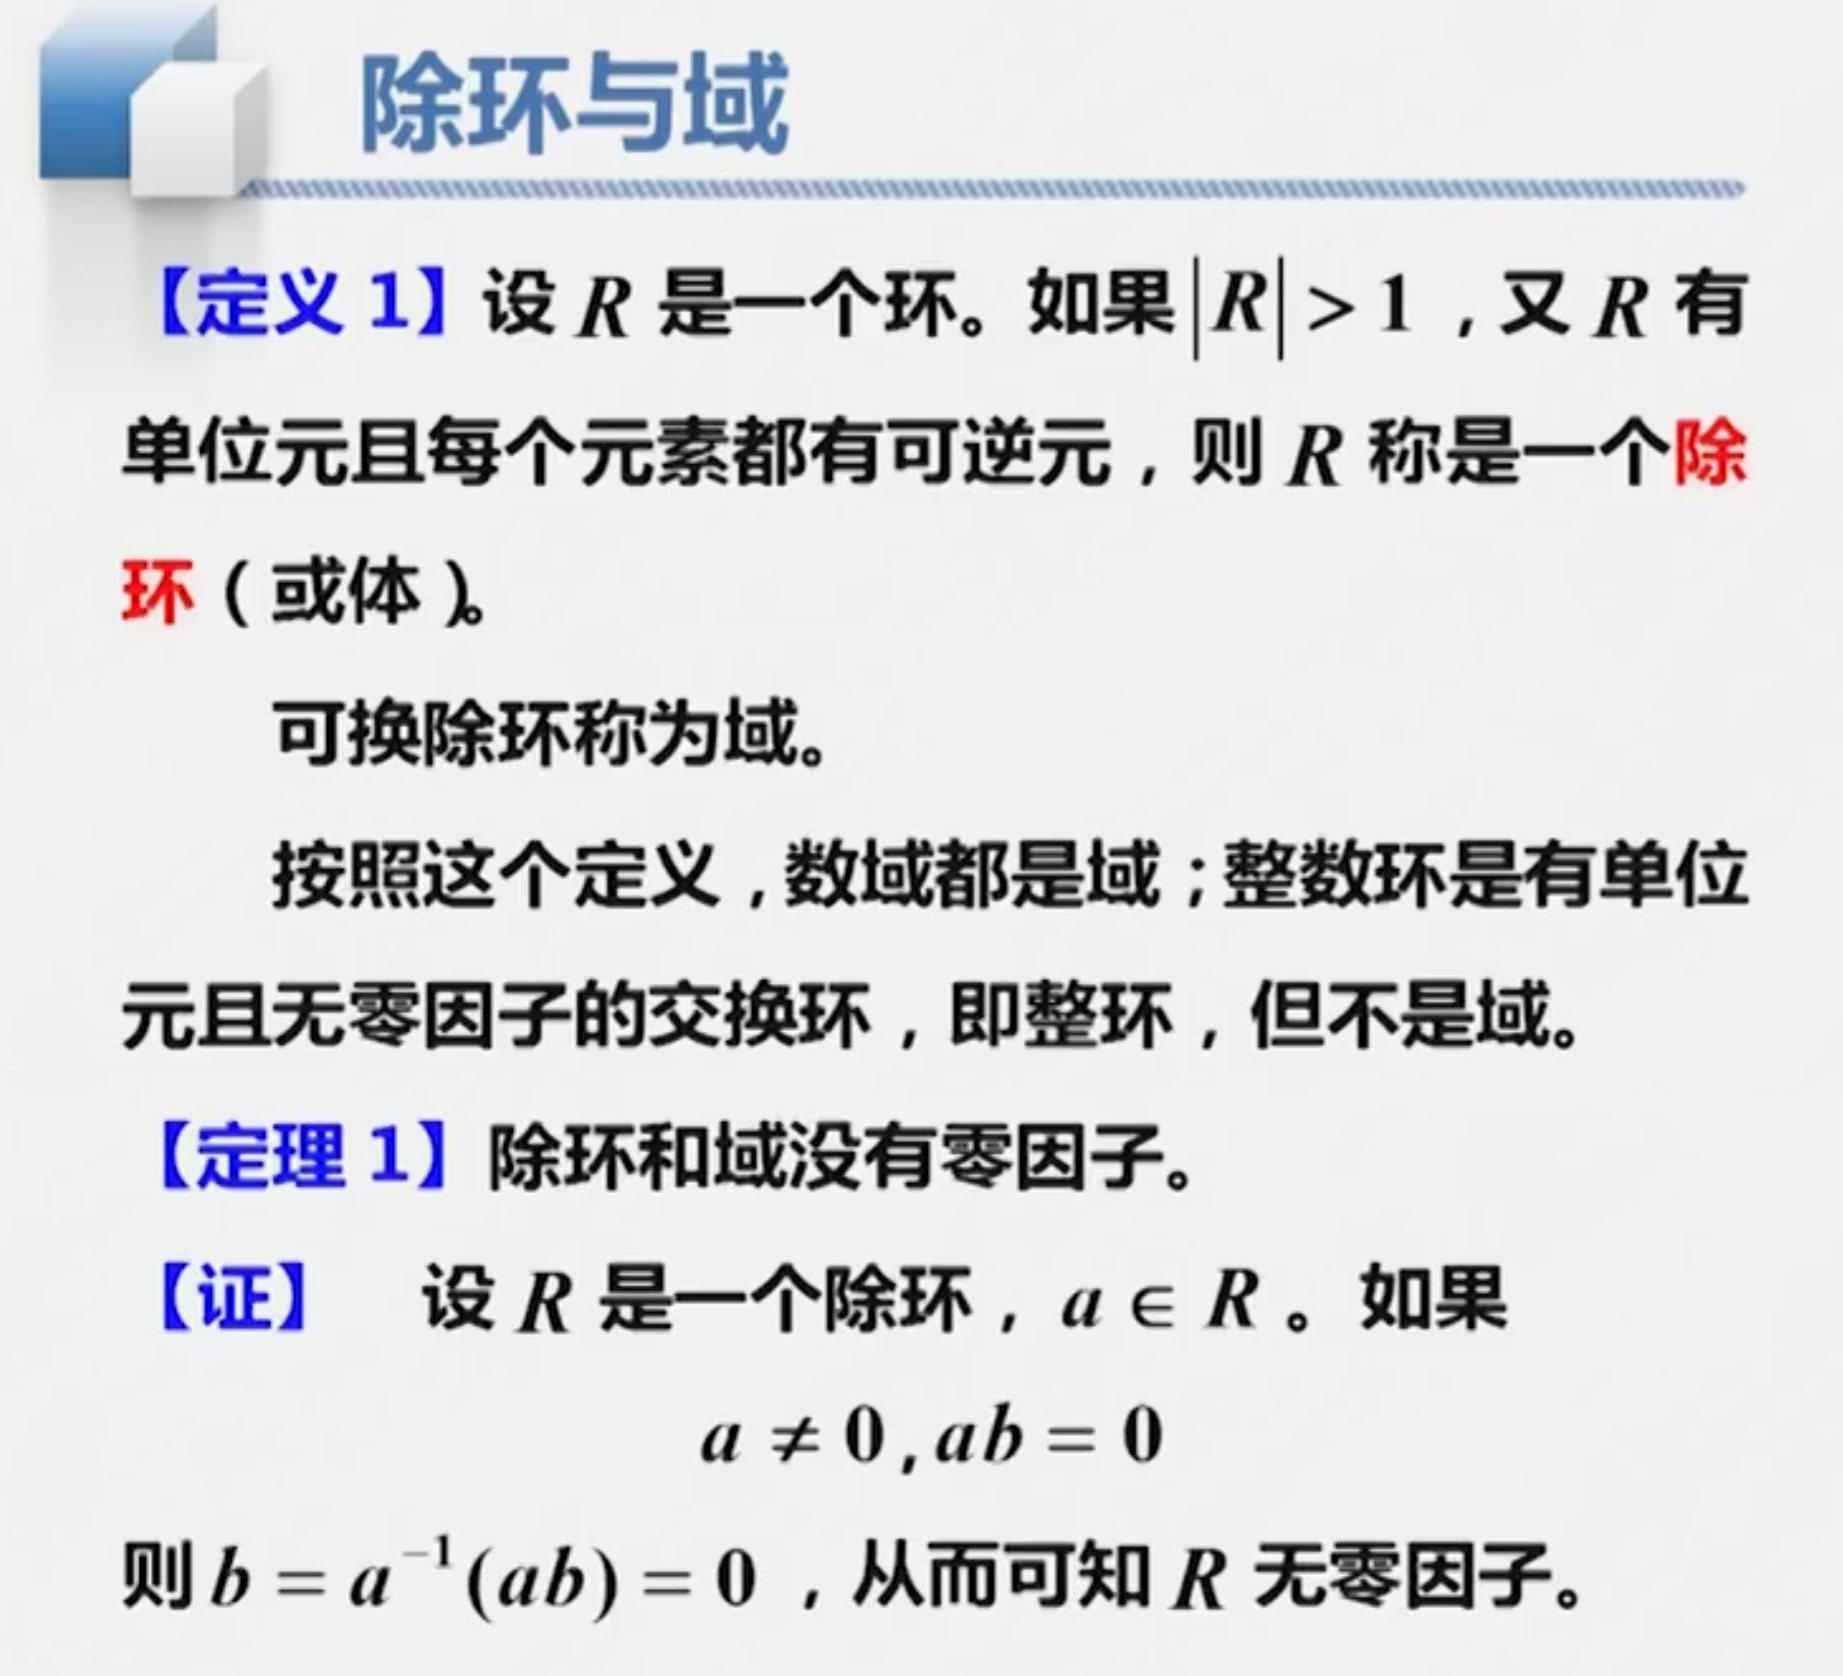 除环与域
【定义 1】设 R 是一个环。如果|R| > 1，又 R 有
单位元且每个元素都有可逆元，则 R 称是一个除
环（或体）。
可换除环称为域。
按照这个定义，数域都是域；整数环是有单位
元且无零因子的交换环，即整环，但不是域。
【定理 1】除环和域没有零因子。
【证】 设 R 是一个除环，a ∈ R。如果
a ≠ 0, ab = 0
则 b = a⁻¹(ab) = 0，从而可知 R 无零因子。